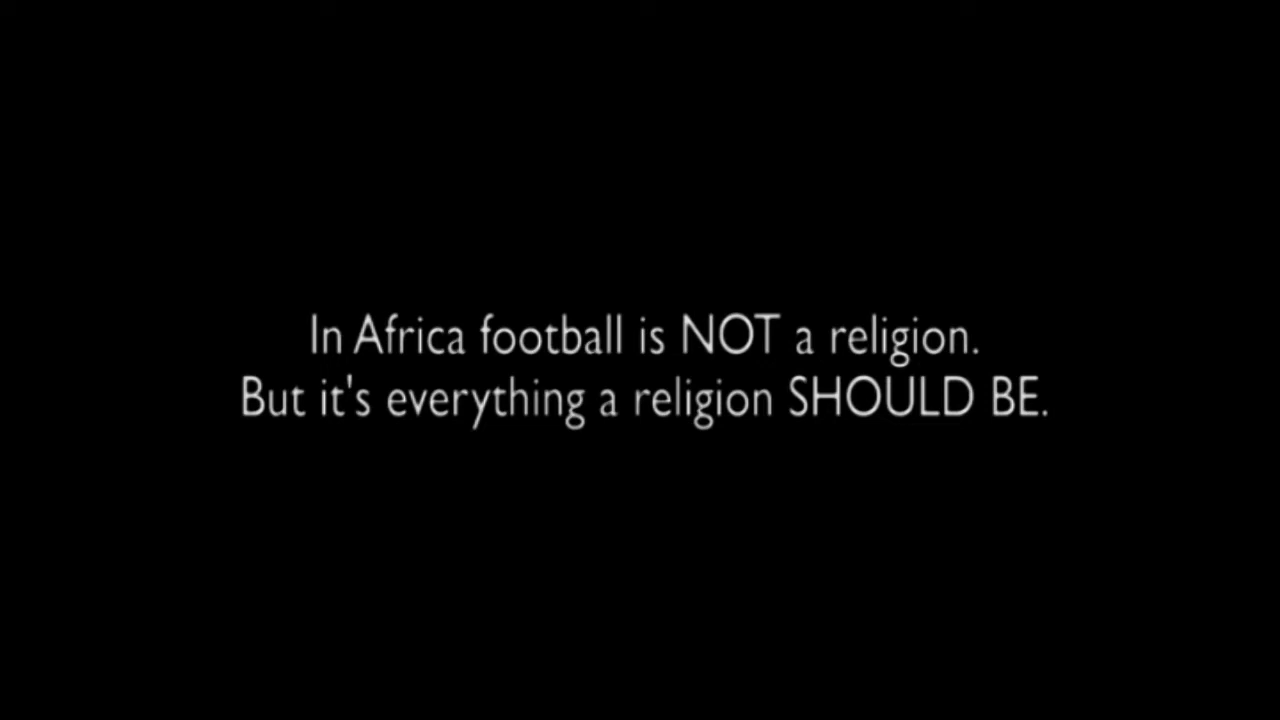 In Africa football is NOT a religion.
But it's everything a religion SHOULD BE.